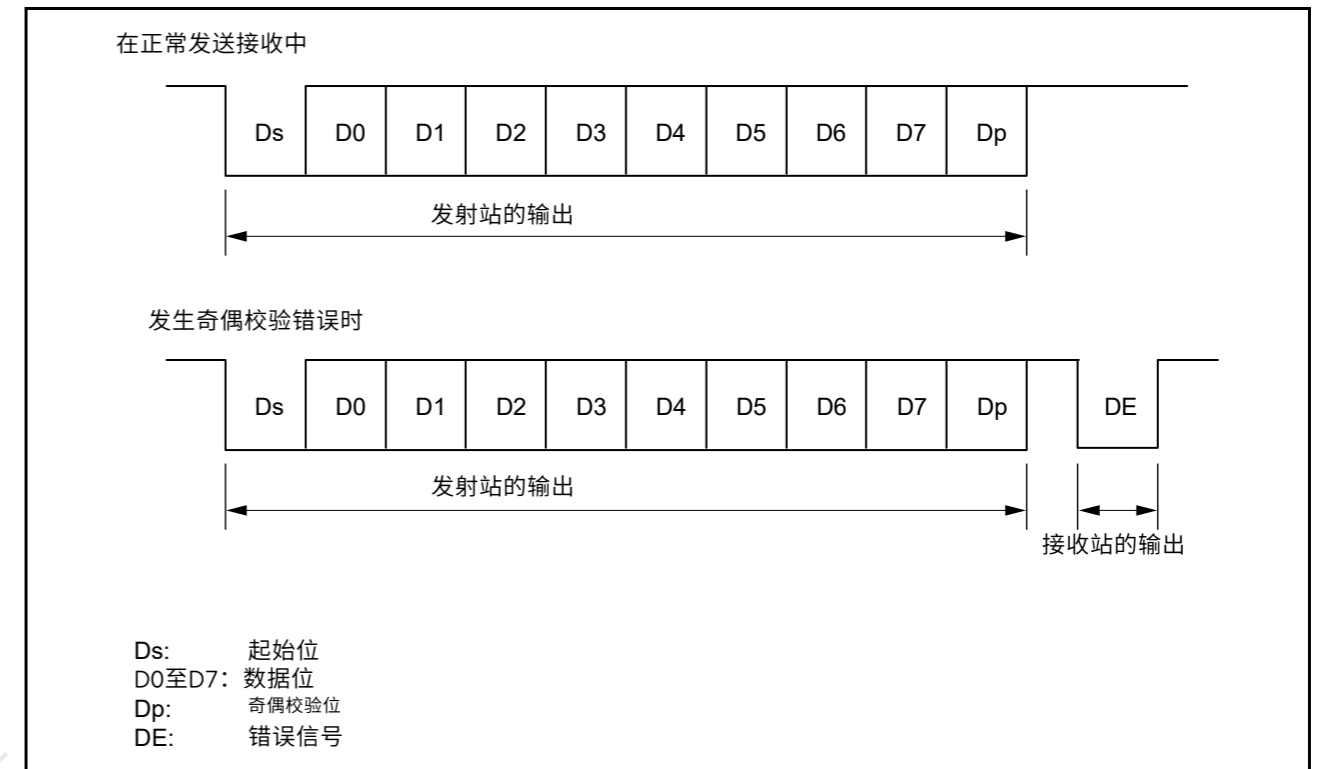 在正常发送接收中
Ds D0 D1 D2 D3 D4 D5 D6 D7 Dp
发射站的输出
发生奇偶校验错误时
Ds D0 D1 D2 D3 D4 D5 D6 D7 Dp DE
发射站的输出
接收站的输出
Ds: 起始位
D0至D7：数据位
Dp: 奇偶校验位
DE: 错误信号